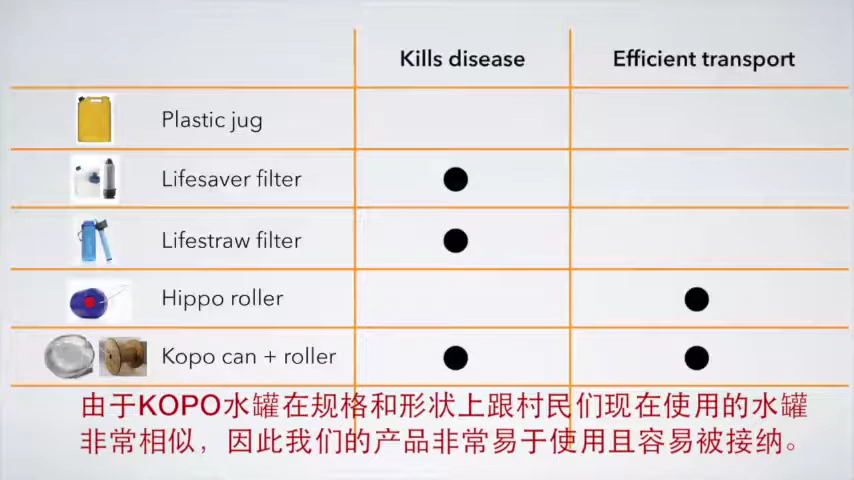 Kills disease Efficient transport
Plastic jug
Lifesaver filter
Lifestraw filter
Hippo roller
Kopo can + roller
由于KOPO水罐在规格和形状上跟村民们现在使用的水罐
非常相似，因此我们的产品非常易于使用且容易被接纳。